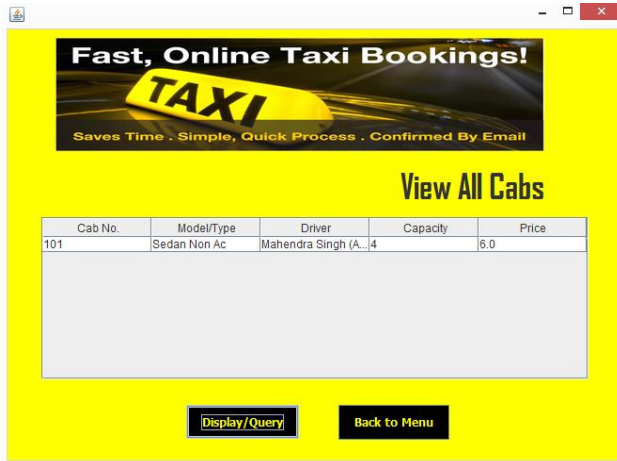 Fast, Online Taxi Bookings!
TAXI
Saves Time . Simple, Quick Process . Confirmed By Email
View All Cabs
Cab No. Model/Type Driver Capacity Price
101 Sedan Non Ac Mahendra Singh (A... 4 6.0
Display/Query Back to Menu